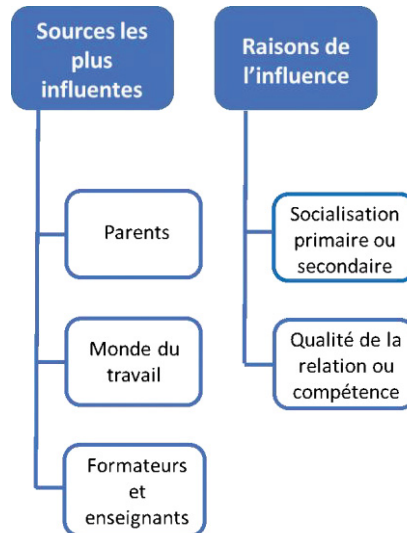 Sources les
plus
influentes
Parents
Monde du
travail
Formateurs
et
enseignants
Raisons de
l’influence
Socialisation
primaire ou
secondaire
Qualité de la
relation ou
compétence